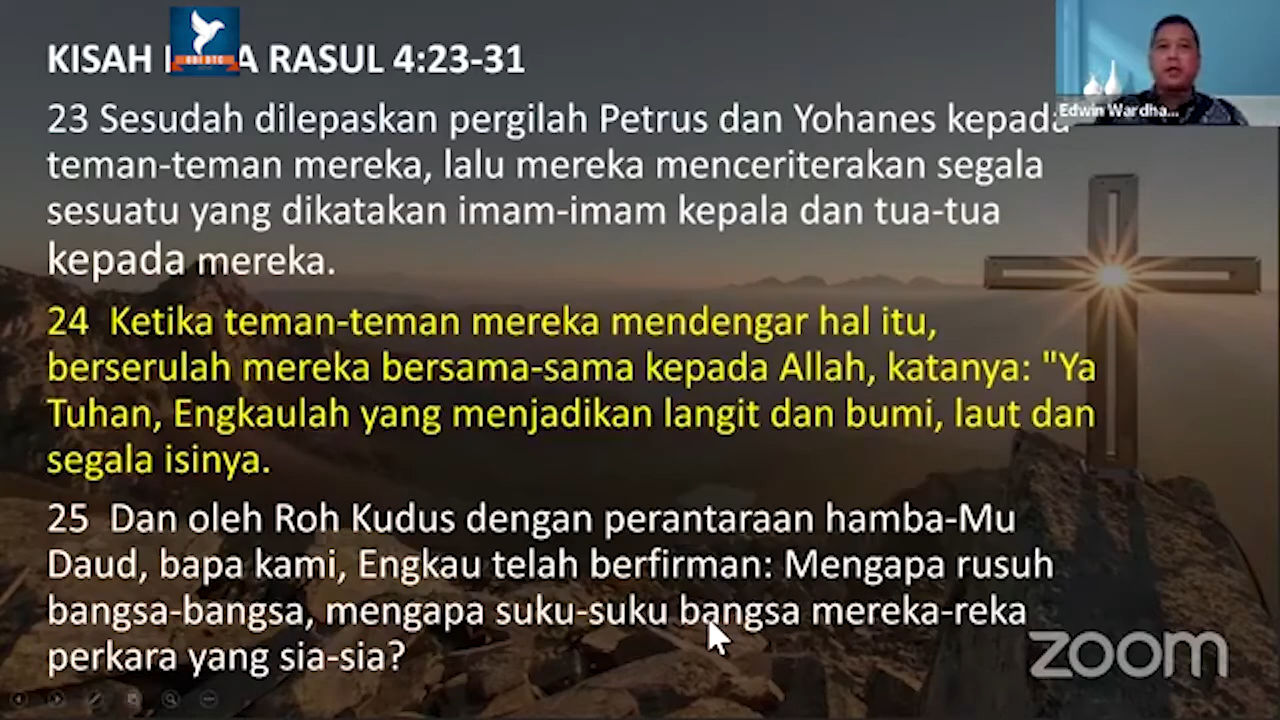 KISAH A RASUL 4:23-31
23 Sesudah dilepaskan pergilah Petrus dan Yohanes kepada
teman-teman mereka, lalu mereka menceriterakan segala
sesuatu yang dikatakan imam-imam kepala dan tua-tua
kepada mereka.
24 Ketika teman-teman mereka mendengar hal itu,
berserulah mereka bersama-sama kepada Allah, katanya: "Ya
Tuhan, Engkaulah yang menjadikan langit dan bumi, laut dan
segala isinya.
25 Dan oleh Roh Kudus dengan perantaraan hamba-Mu
Daud, bapa kami, Engkau telah berfirman: Mengapa rusuh
bangsa-bangsa, mengapa suku-suku bangsa mereka-reka
perkara yang sia-sia?
Edwin Wardha...
zoom